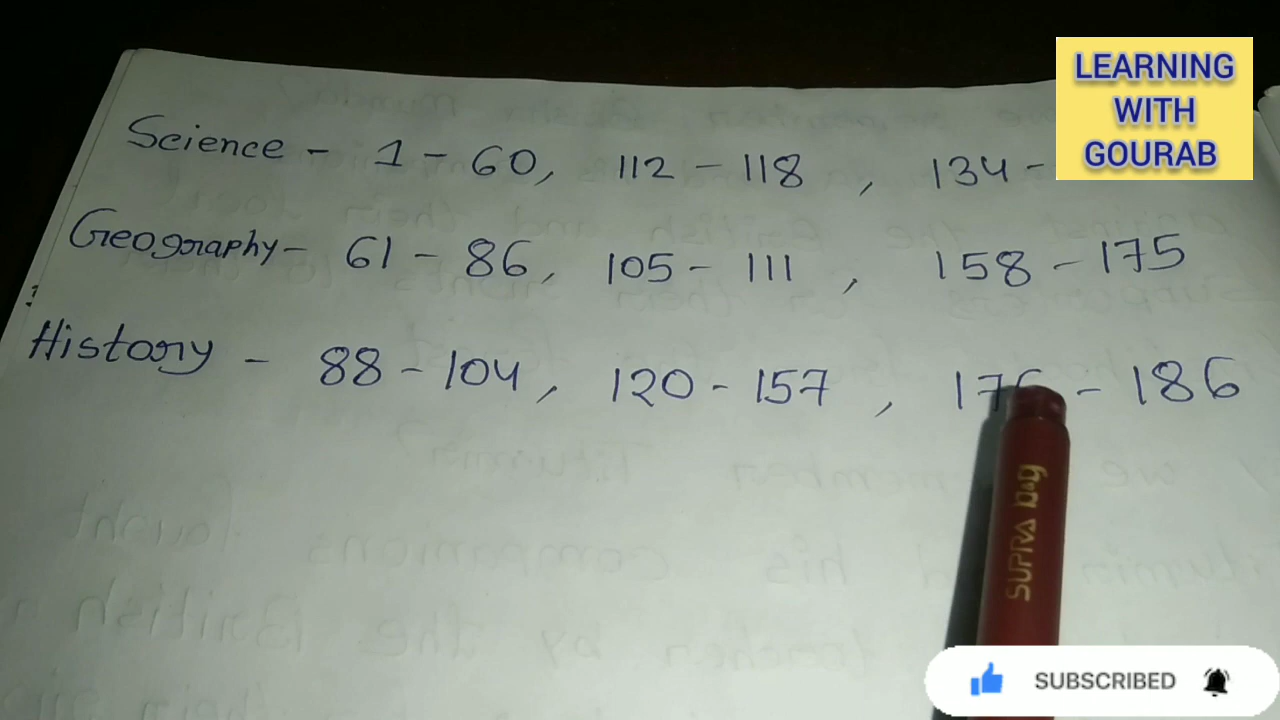 LEARNING
WITH
GOURAB
Science - 1 - 60, 112 - 118 , 134 -
Geography - 61 - 86, 105 - 111 , 158 - 175
History - 88 - 104, 120 - 157 , 176 - 186
SUPRA
SUBSCRIBED